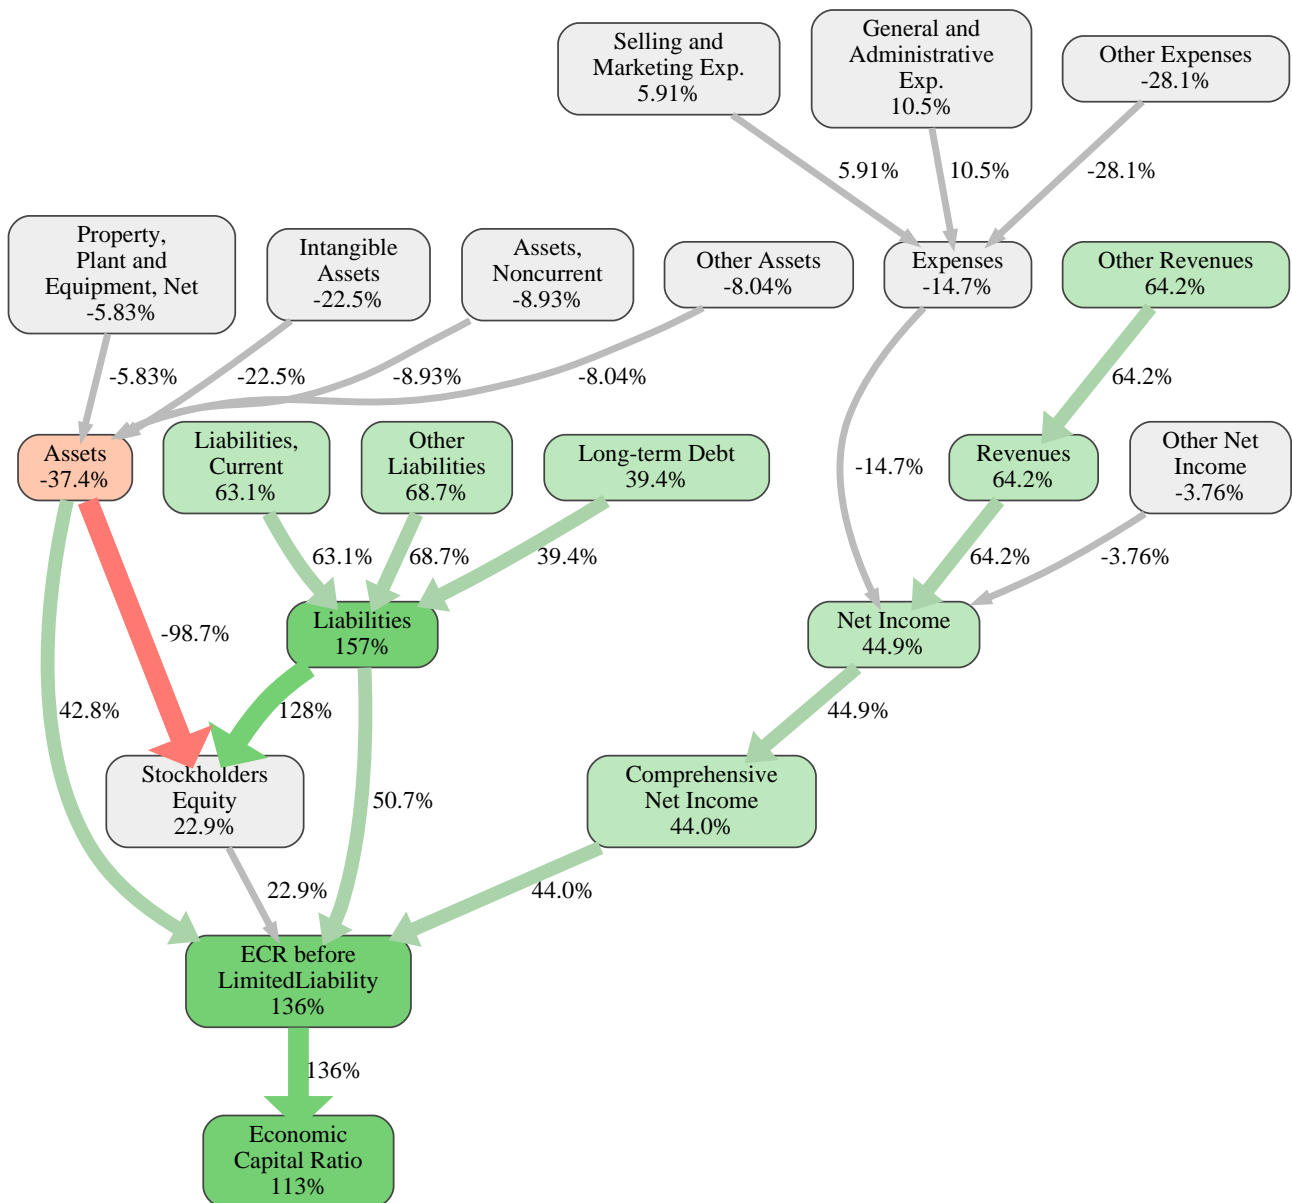 Selling and
Marketing Exp.
5.91%
General and
Administrative
Exp.
10.5%
Other Expenses
-28.1%
5.91%
10.5%
-28.1%
Property,
Plant and
Equipment, Net
-5.83%
Intangible
Assets
-22.5%
Assets,
Noncurrent
-8.93%
Other Assets
-8.04%
Expenses
-14.7%
Other Revenues
64.2%
-5.83%
-22.5%
-8.93%
-8.04%
64.2%
Assets
-37.4%
Liabilities,
Current
63.1%
Other
Liabilities
68.7%
Long-term Debt
39.4%
-14.7%
Revenues
64.2%
Other Net
Income
-3.76%
63.1%
68.7%
39.4%
64.2%
-3.76%
-98.7%
Liabilities
157%
Net Income
44.9%
42.8%
128%
44.9%
Stockholders
Equity
22.9%
50.7%
Comprehensive
Net Income
44.0%
22.9%
44.0%
ECR before
LimitedLiability
136%
136%
Economic
Capital Ratio
113%